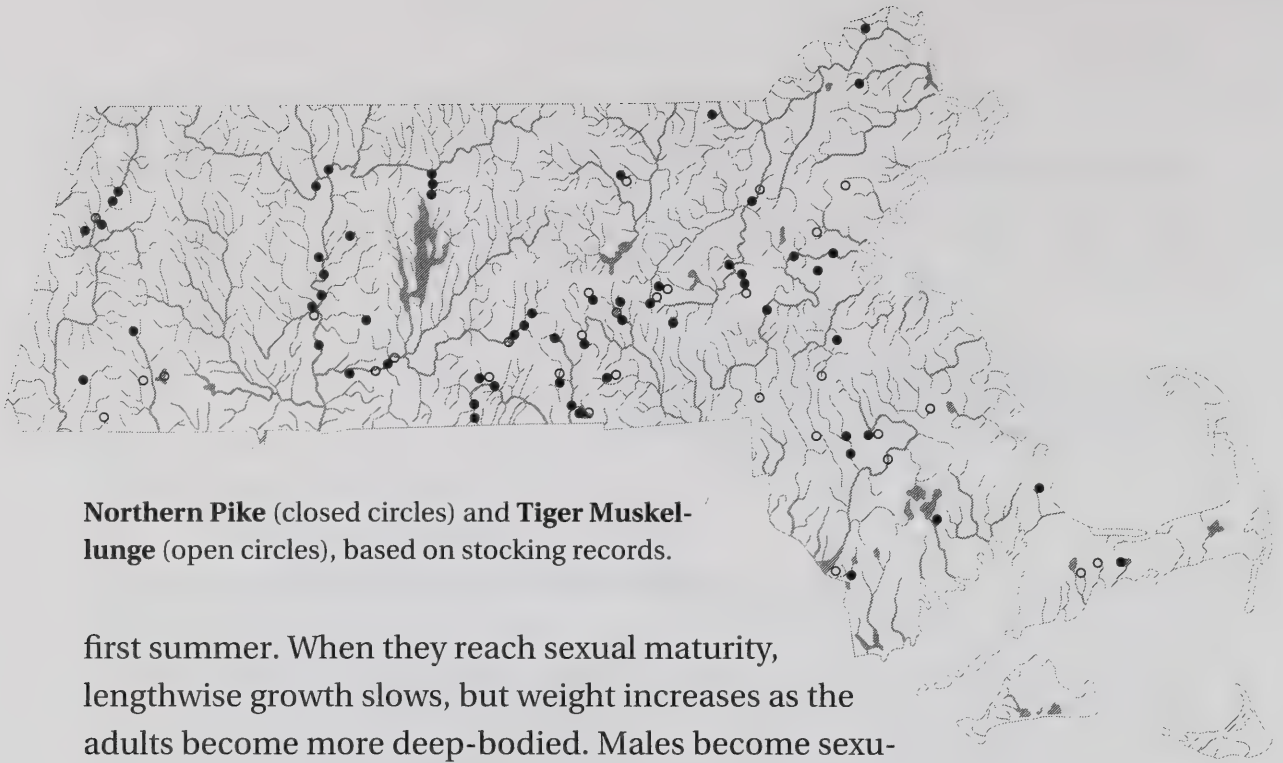 Northern Pike (closed circles) and Tiger Muskel-
lunge (open circles), based on stocking records.
first summer. When they reach sexual maturity,
lengthwise growth slows, but weight increases as the
adults become more deep-bodied. Males become sexu-